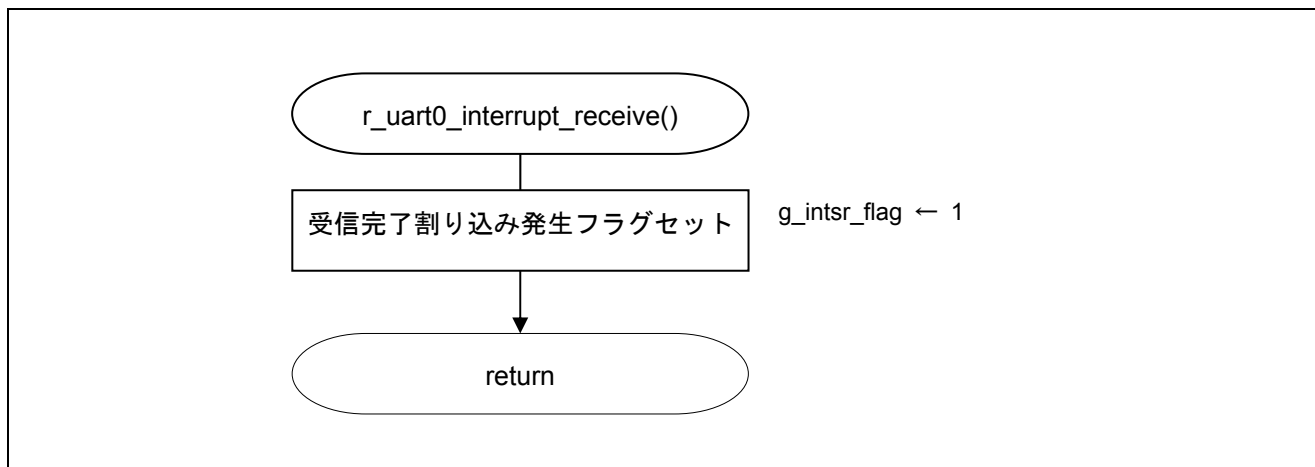 r_uart0_interrupt_receive()
受信完了割り込み発生フラグセット
g_intsr_flag ← 1
return